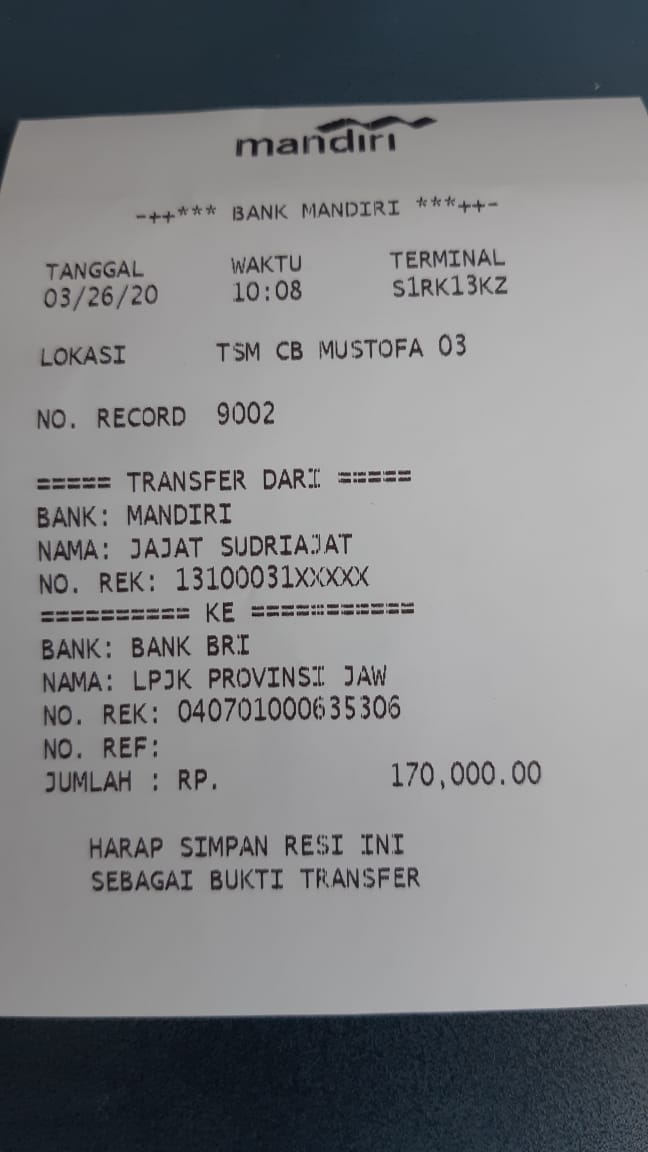 mandiri
-++*** BANK MANDIRI ***++-
TANGGAL WAKTU TERMINAL
03/26/20 10:08 S1RK13KZ
LOKASI TSM CB MUSTOFA 03
NO. RECORD 9002
===== TRANSFER DARI =====
BANK: MANDIRI
NAMA: JAJAT SUDRIAJAT
NO. REK: 13100031XXXXX
========== KE ===========
BANK: BANK BRI
NAMA: LPJK PROVINSI JAW
NO. REK: 040701000635306
NO. REF:
JUMLAH : RP. 170,000.00
HARAP SIMPAN RESI INI
SEBAGAI BUKTI TRANSFER